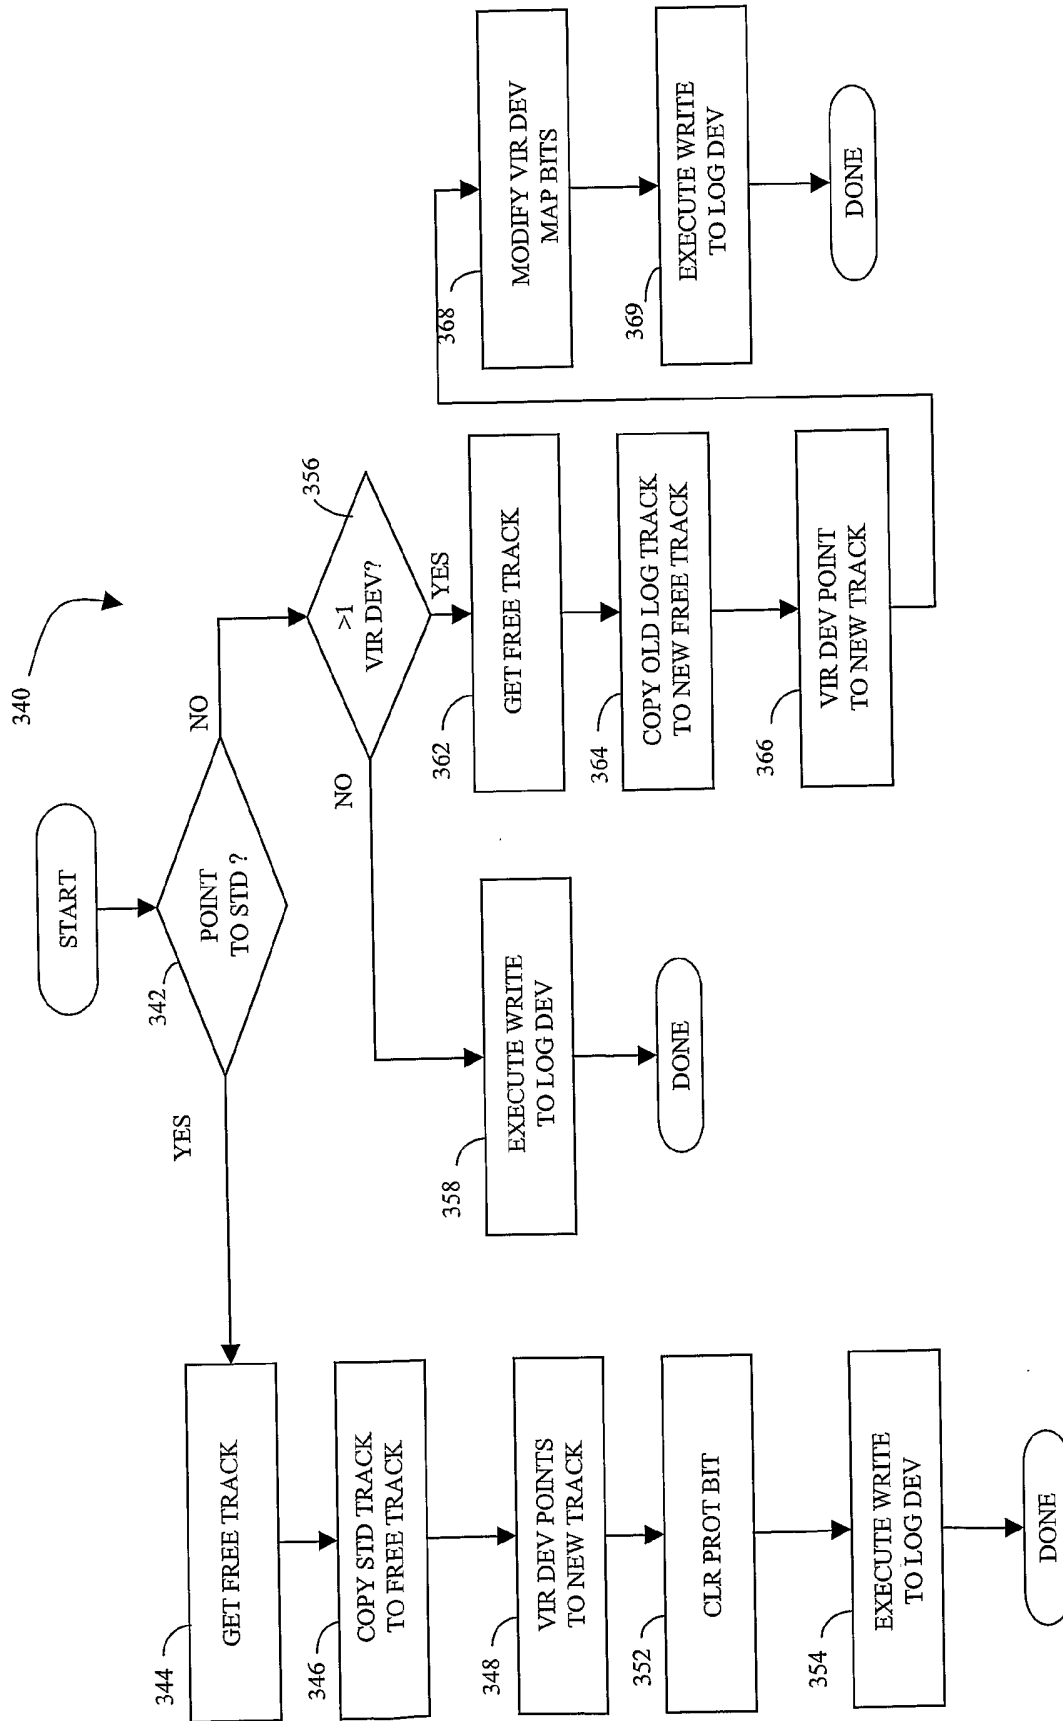 340
START
342
POINT
TO STD ?
YES
NO
344
GET FREE TRACK
346
COPY STD TRACK
TO FREE TRACK
348
VIR DEV POINTS
TO NEW TRACK
352
CLR PROT BIT
354
EXECUTE WRITE
TO LOG DEV
DONE
356
>1
VIR DEV?
NO
YES
358
EXECUTE WRITE
TO LOG DEV
DONE
362
GET FREE TRACK
364
COPY OLD LOG TRACK
TO NEW FREE TRACK
366
VIR DEV POINT
TO NEW TRACK
368
MODIFY VIR DEV
MAP BITS
369
EXECUTE WRITE
TO LOG DEV
DONE